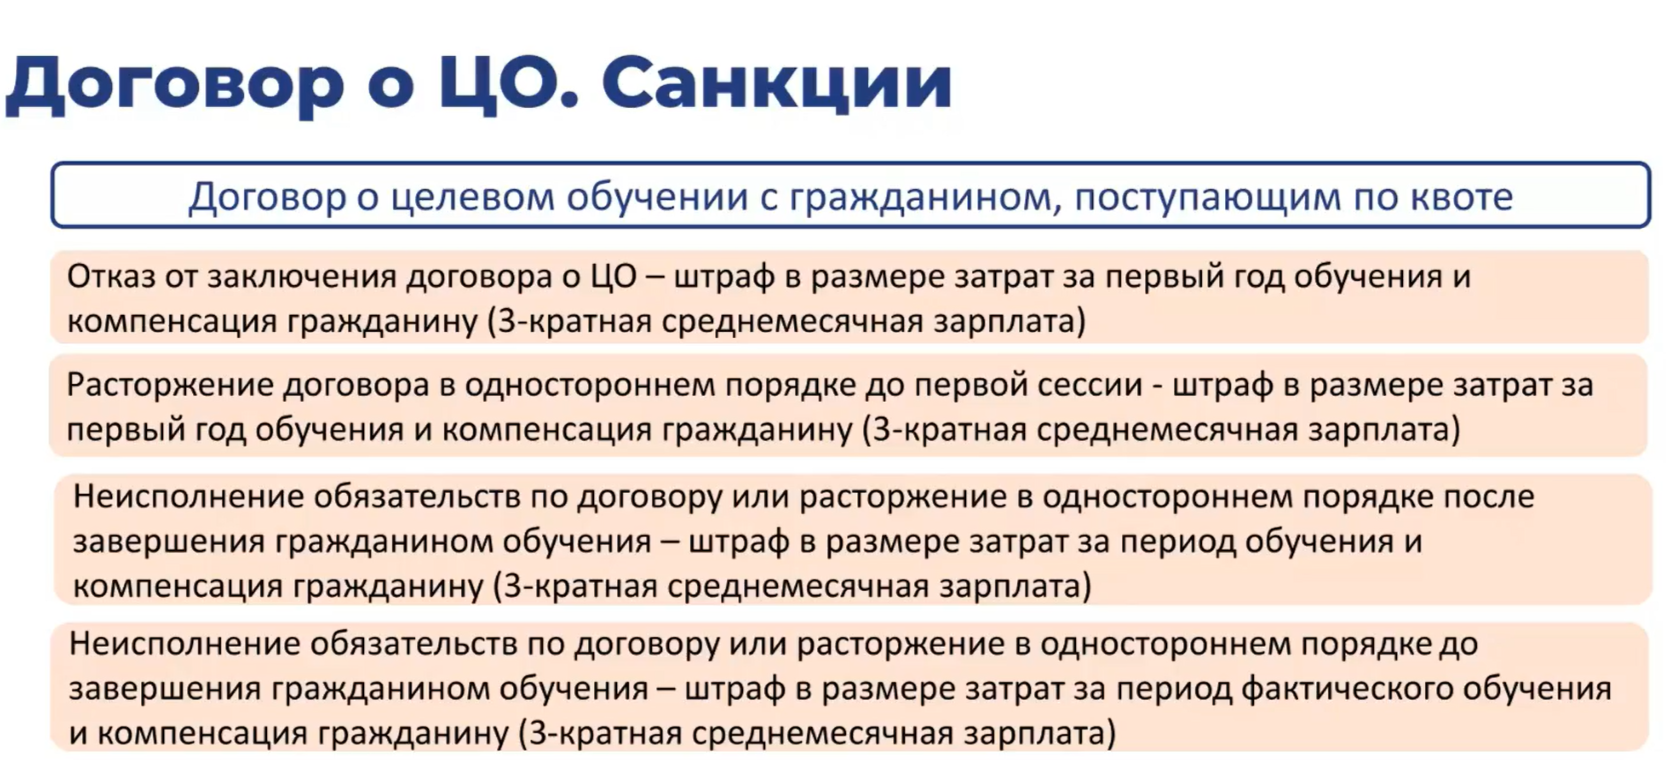 Договор о ЦО. Санкции
Договор о целевом обучении с гражданином, поступающим по квоте
Отказ от заключения договора о ЦО – штраф в размере затрат за первый год обучения и
компенсация гражданину (3-кратная среднемесячная зарплата)
Расторжение договора в одностороннем порядке до первой сессии - штраф в размере затрат за
первый год обучения и компенсация гражданину (3-кратная среднемесячная зарплата)
Неисполнение обязательств по договору или расторжение в одностороннем порядке после
завершения гражданином обучения – штраф в размере затрат за период обучения и
компенсация гражданину (3-кратная среднемесячная зарплата)
Неисполнение обязательств по договору или расторжение в одностороннем порядке до
завершения гражданином обучения – штраф в размере затрат за период фактического обучения
и компенсация гражданину (3-кратная среднемесячная зарплата)